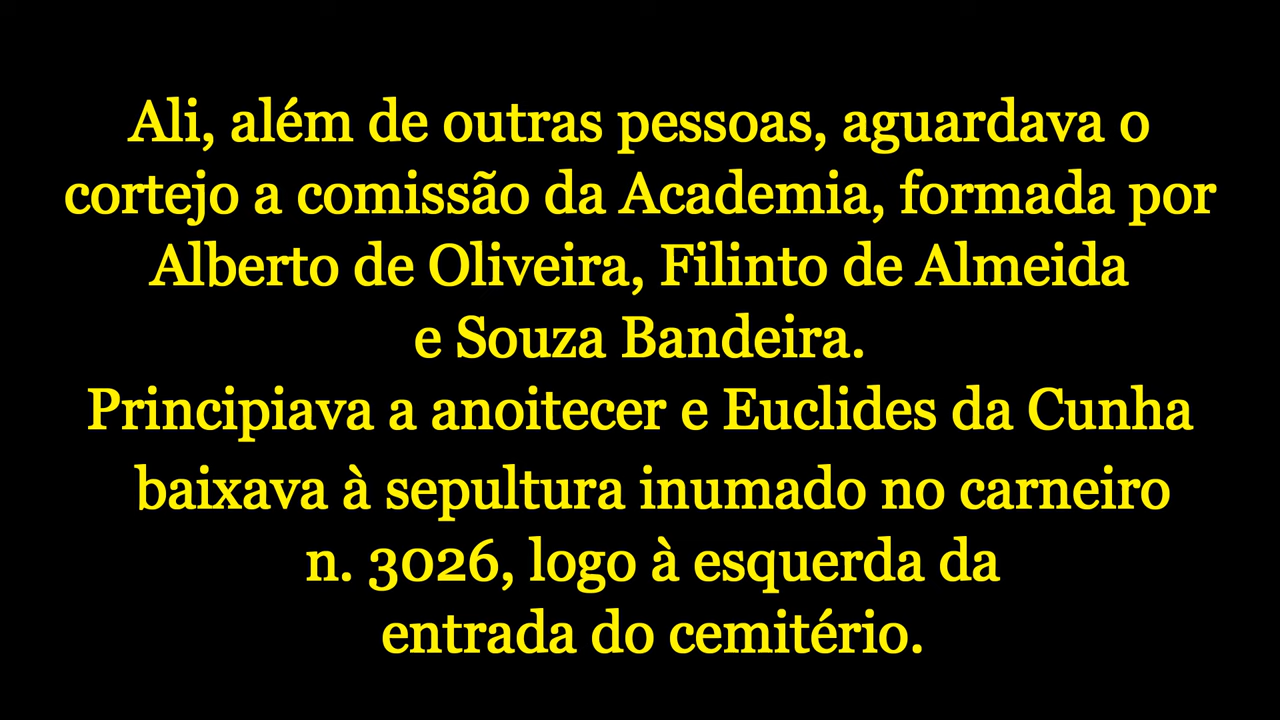 Ali, além de outras pessoas, aguardava o
cortejo a comissão da Academia, formada por
Alberto de Oliveira, Filinto de Almeida
e Souza Bandeira.
Principiava a anoitecer e Euclides da Cunha
baixava à sepultura inumado no carneiro
n. 3026, logo à esquerda da
entrada do cemitério.